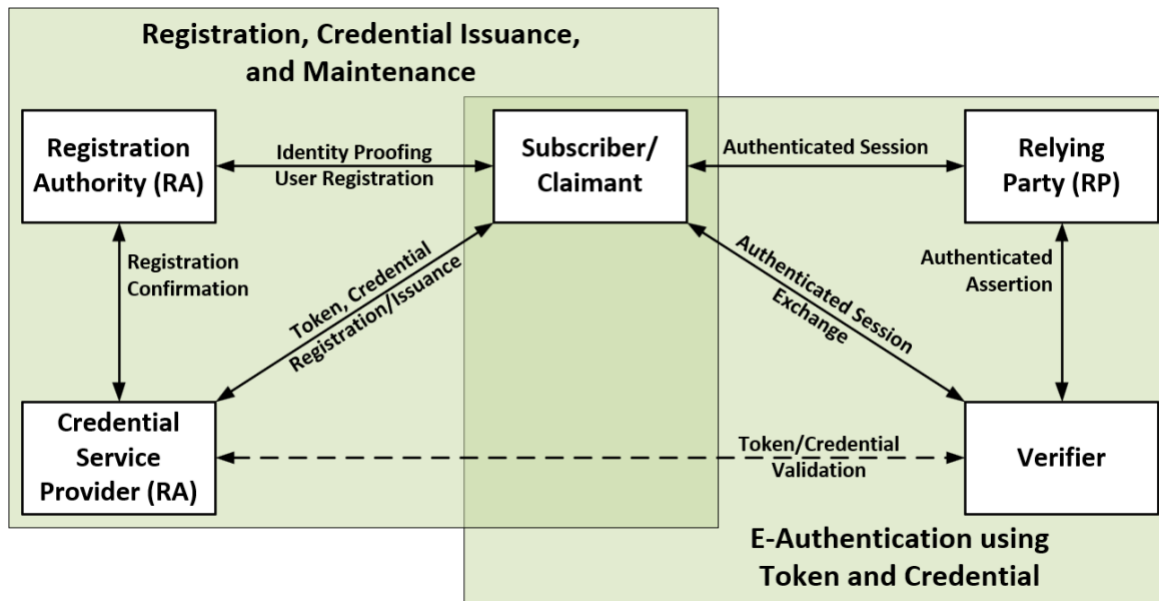 Registration, Credential Issuance,
and Maintenance
Registration
Authority (RA)
Identity Proofing
User Registration
Subscriber/
Claimant
Authenticated Session
Relying
Party (RP)
Registration
Confirmation
Token, Credential
Registration/Issuance
Authenticated Session
Exchange
Authenticated
Assertion
Credential
Service
Provider (RA)
Token/Credential
Validation
Verifier
E-Authentication using
Token and Credential